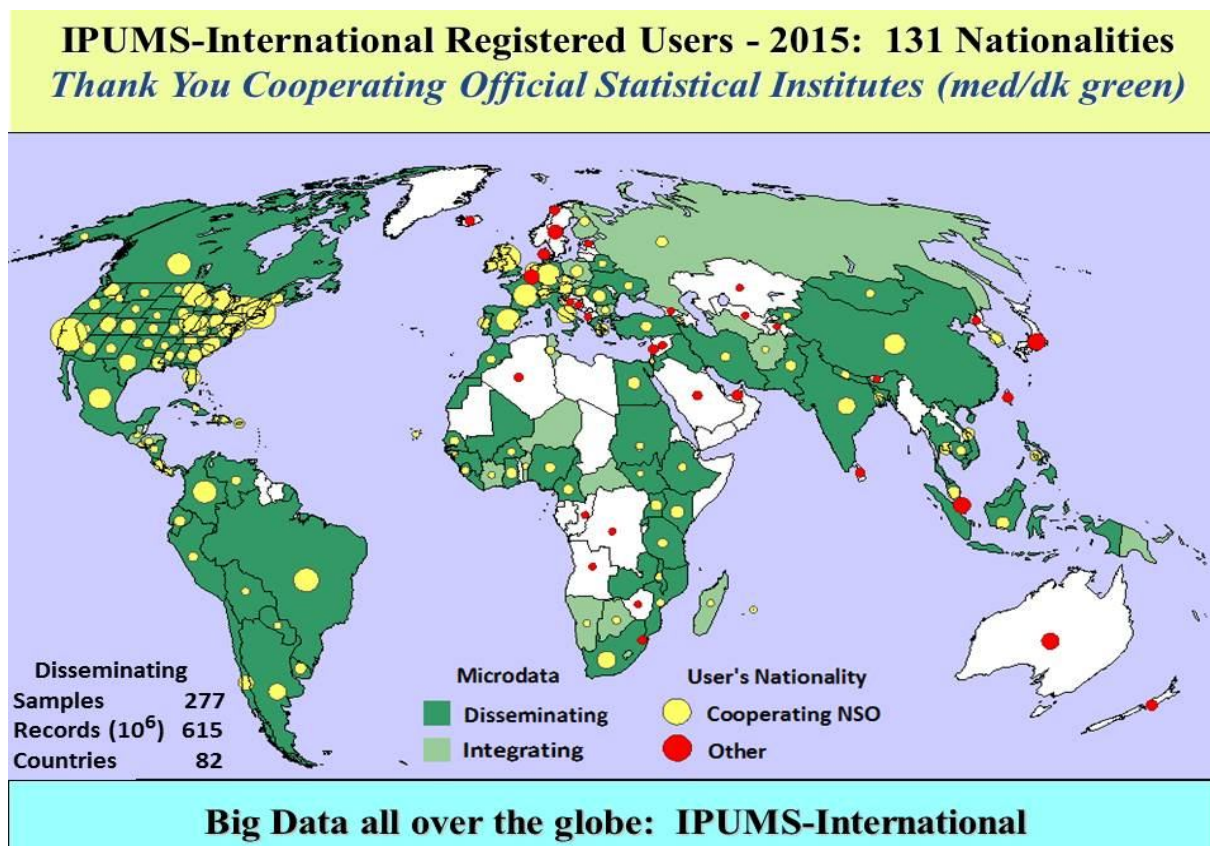 IPUMS-International Registered Users - 2015: 131 Nationalities
Thank You Cooperating Official Statistical Institutes (med/dk green)
Disseminating
Samples 277
Records (10⁶) 615
Countries 82
Microdata
Disseminating
Integrating
User's Nationality
Cooperating NSO
Other
Big Data all over the globe: IPUMS-International